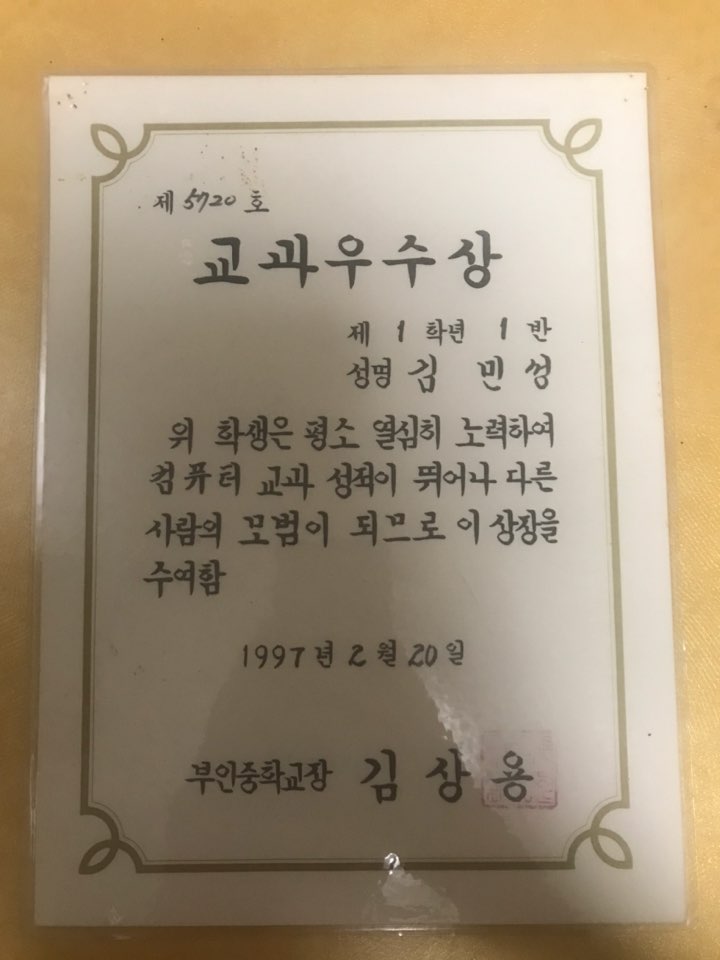 제 5720 호
교과우수상
제 1 학년 1 반
성명 김 민 성
위 학생은 평소 열심히 노력하여
컴퓨터 교과 성적이 뛰어나 다른
사람의 모범이 되므로 이 상장을
수여함
1997 년 2 월 20 일
부안중학교장 김 상 용